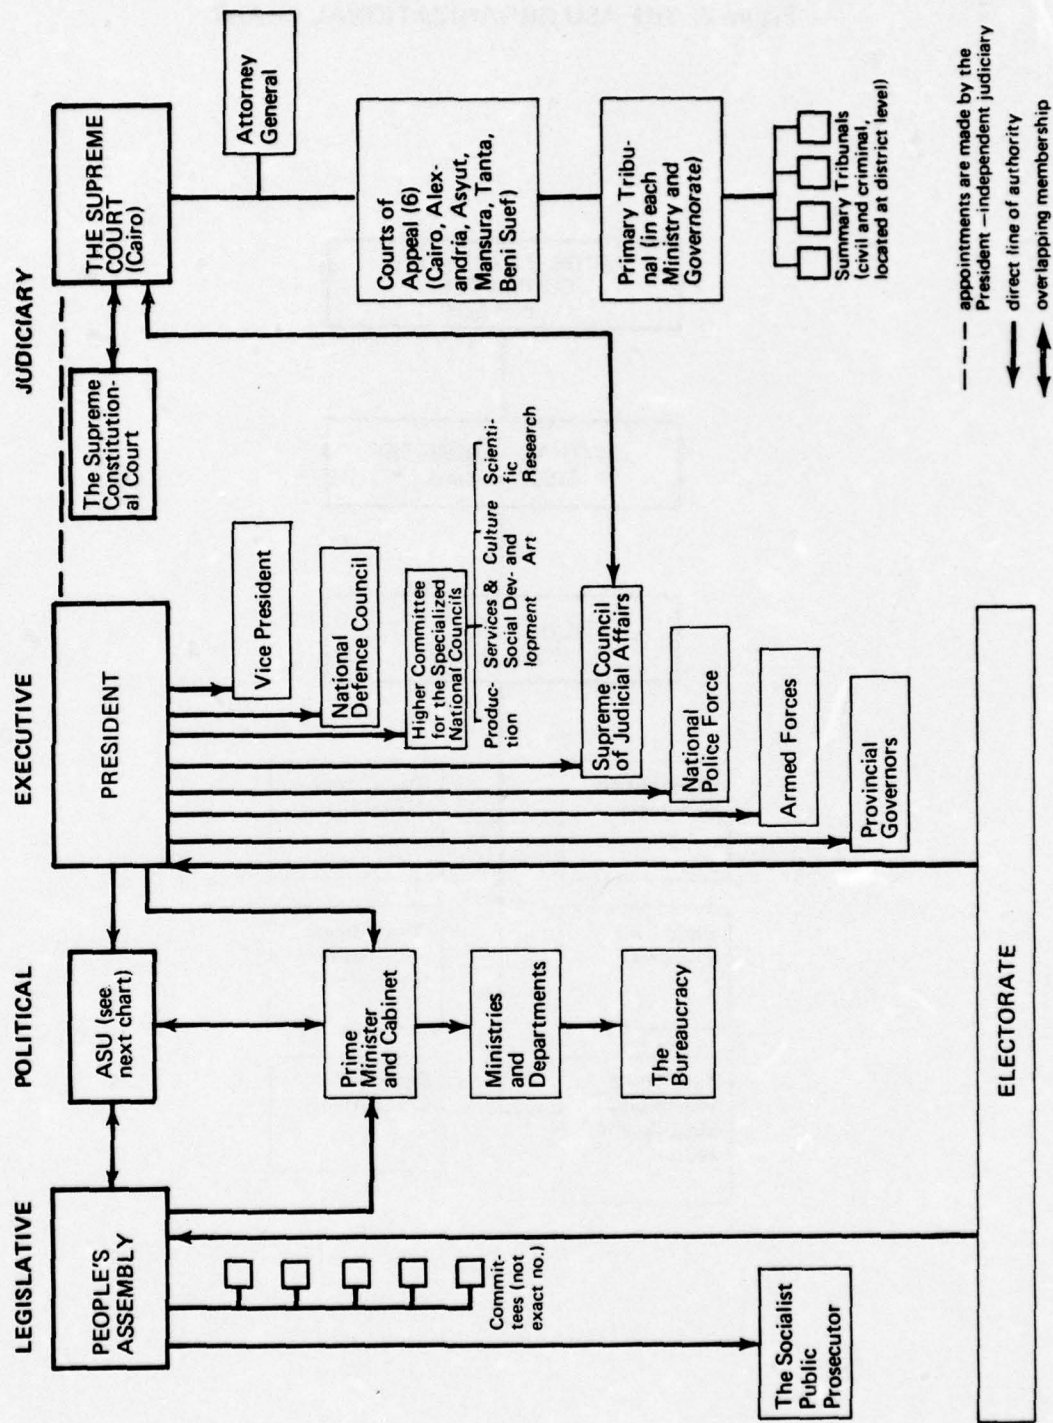 LEGISLATIVE
POLITICAL
EXECUTIVE
JUDICIARY
PEOPLE'S
ASSEMBLY
ASU (see
next chart)
PRESIDENT
The Supreme
Constitution-
al Court
THE SUPREME
COURT
(Cairo)
Attorney
General
Commit-
tees (not
exact no.)
The Socialist
Public
Prosecutor
Prime
Minister
and Cabinet
Ministries
and
Departments
The
Bureaucracy
Vice President
National
Defence Council
Higher Committee
for the Specialized
National Councils
Produc-
tion
Services &
Social Dev-
lopment
Culture
and
Art
Scienti-
fic
Research
Supreme Council
of Judicial Affairs
National
Police Force
Armed Forces
Provincial
Governors
Courts of
Appeal (6)
(Cairo, Alex-
andria, Asyut,
Mansura, Tanta,
Beni Suef)
Primary Tribu-
nal (in each
Ministry and
Governorate)
Summary Tribunals
(civil and criminal,
located at district level)
ELECTORATE
appointments are made by the
President – independent judiciary
direct line of authority
overlapping membership